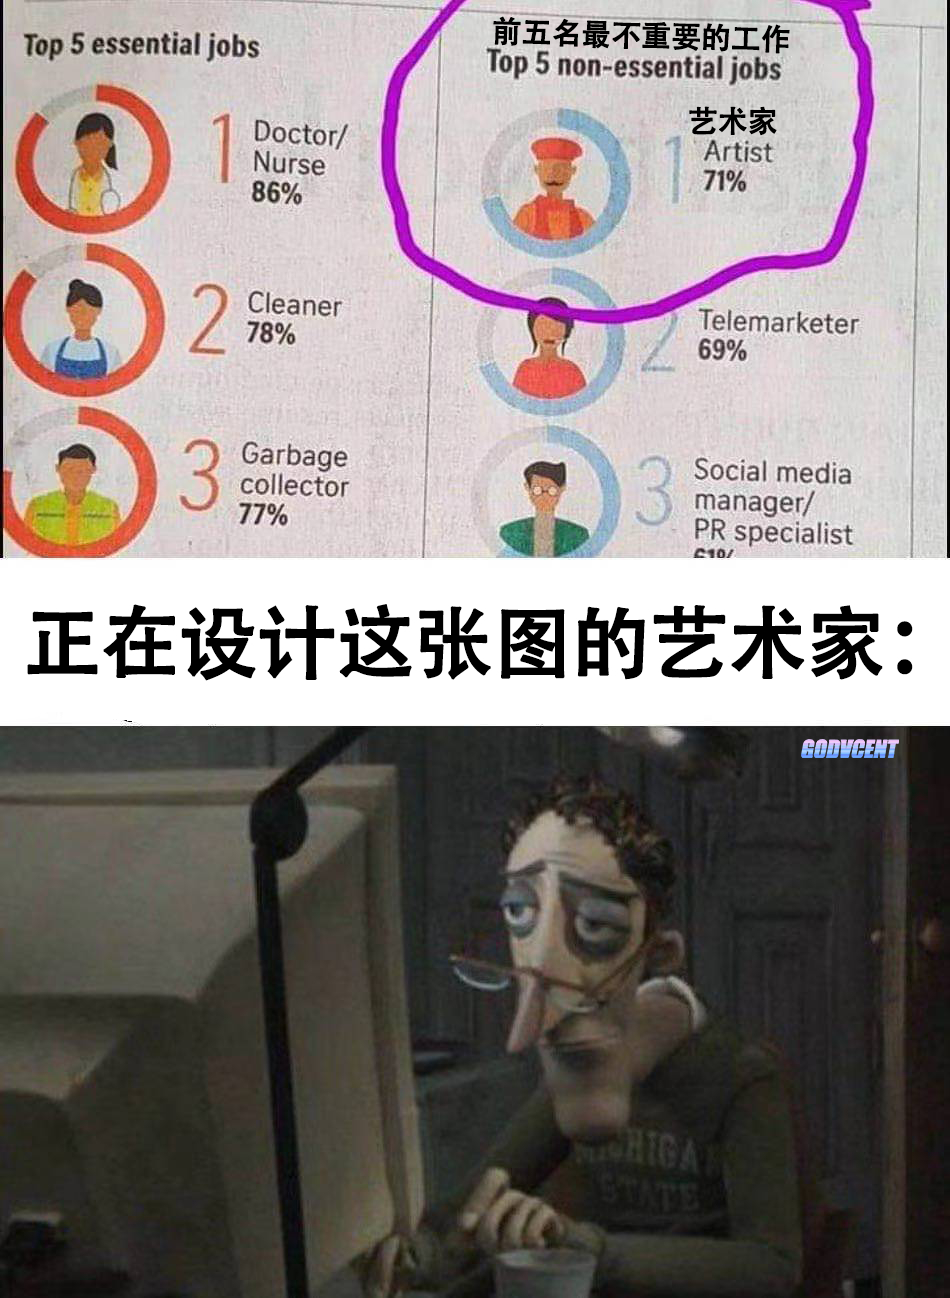 Top 5 essential jobs
1
Doctor/
Nurse
86%
2
Cleaner
78%
3
Garbage
collector
77%
前五名最不重要的工作
Top 5 non-essential jobs
艺术家
1
Artist
71%
2
Telemarketer
69%
3
Social media
manager/
PR specialist
61%
正在设计这张图的艺术家：
GODVCENT
MICHIGAN
STATE